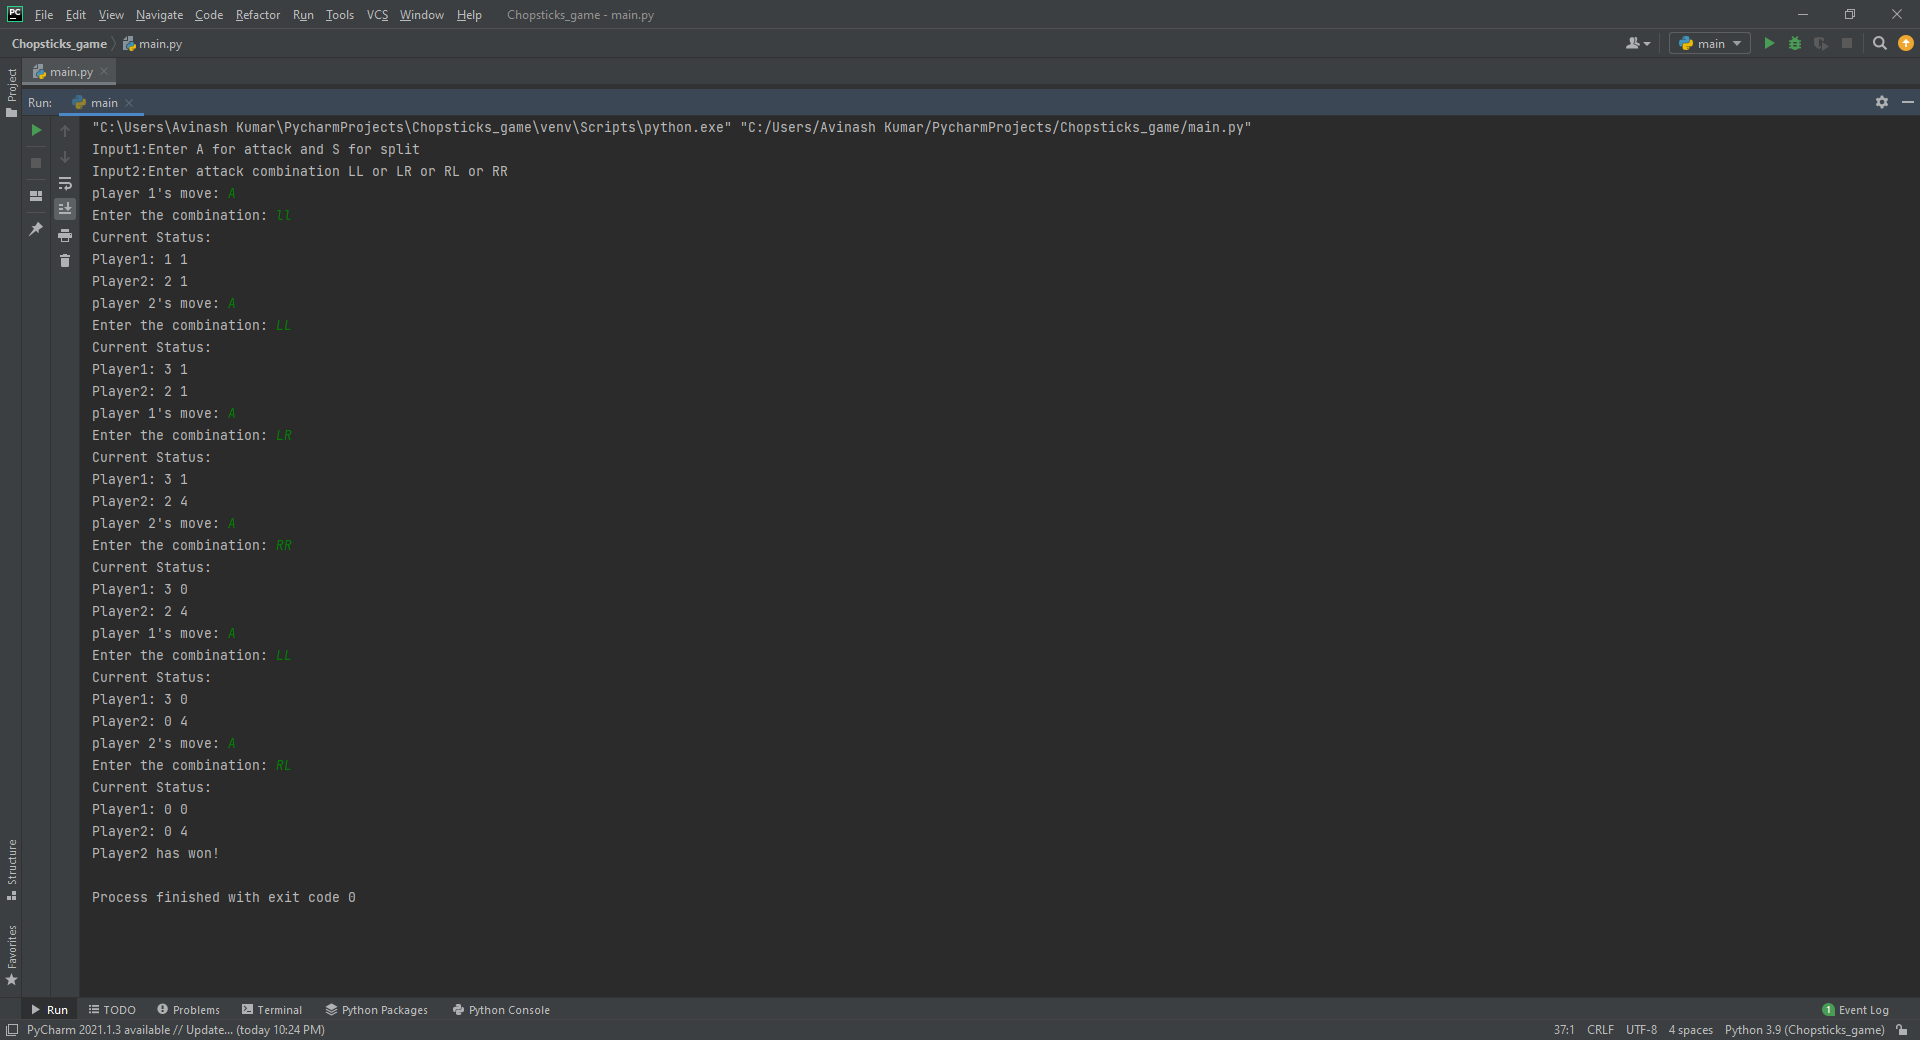 PC File Edit View Navigate Code Refactor Run Tools VCS Window Help Chopsticks_game - main.py
Chopsticks_game main.py main
Project
main.py
Run: main
"C:\Users\Avinash Kumar\PycharmProjects\Chopsticks_game\venv\Scripts\python.exe" "C:/Users/Avinash Kumar/PycharmProjects/Chopsticks_game/main.py"
Input1:Enter A for attack and S for split
Input2:Enter attack combination LL or LR or RL or RR
player 1's move: A
Enter the combination: ll
Current Status:
Player1: 1 1
Player2: 2 1
player 2's move: A
Enter the combination: LL
Current Status:
Player1: 3 1
Player2: 2 1
player 1's move: A
Enter the combination: LR
Current Status:
Player1: 3 1
Player2: 2 4
player 2's move: A
Enter the combination: RR
Current Status:
Player1: 3 0
Player2: 2 4
player 1's move: A
Enter the combination: LL
Current Status:
Player1: 3 0
Player2: 0 4
player 2's move: A
Enter the combination: RL
Current Status:
Player1: 0 0
Player2: 0 4
Player2 has won!
Process finished with exit code 0
Structure
Favorites
Run TODO Problems Terminal Python Packages Python Console 1 Event Log
PyCharm 2021.1.3 available // Update... (today 10:24 PM) 37:1 CRLF UTF-8 4 spaces Python 3.9 (Chopsticks_game)